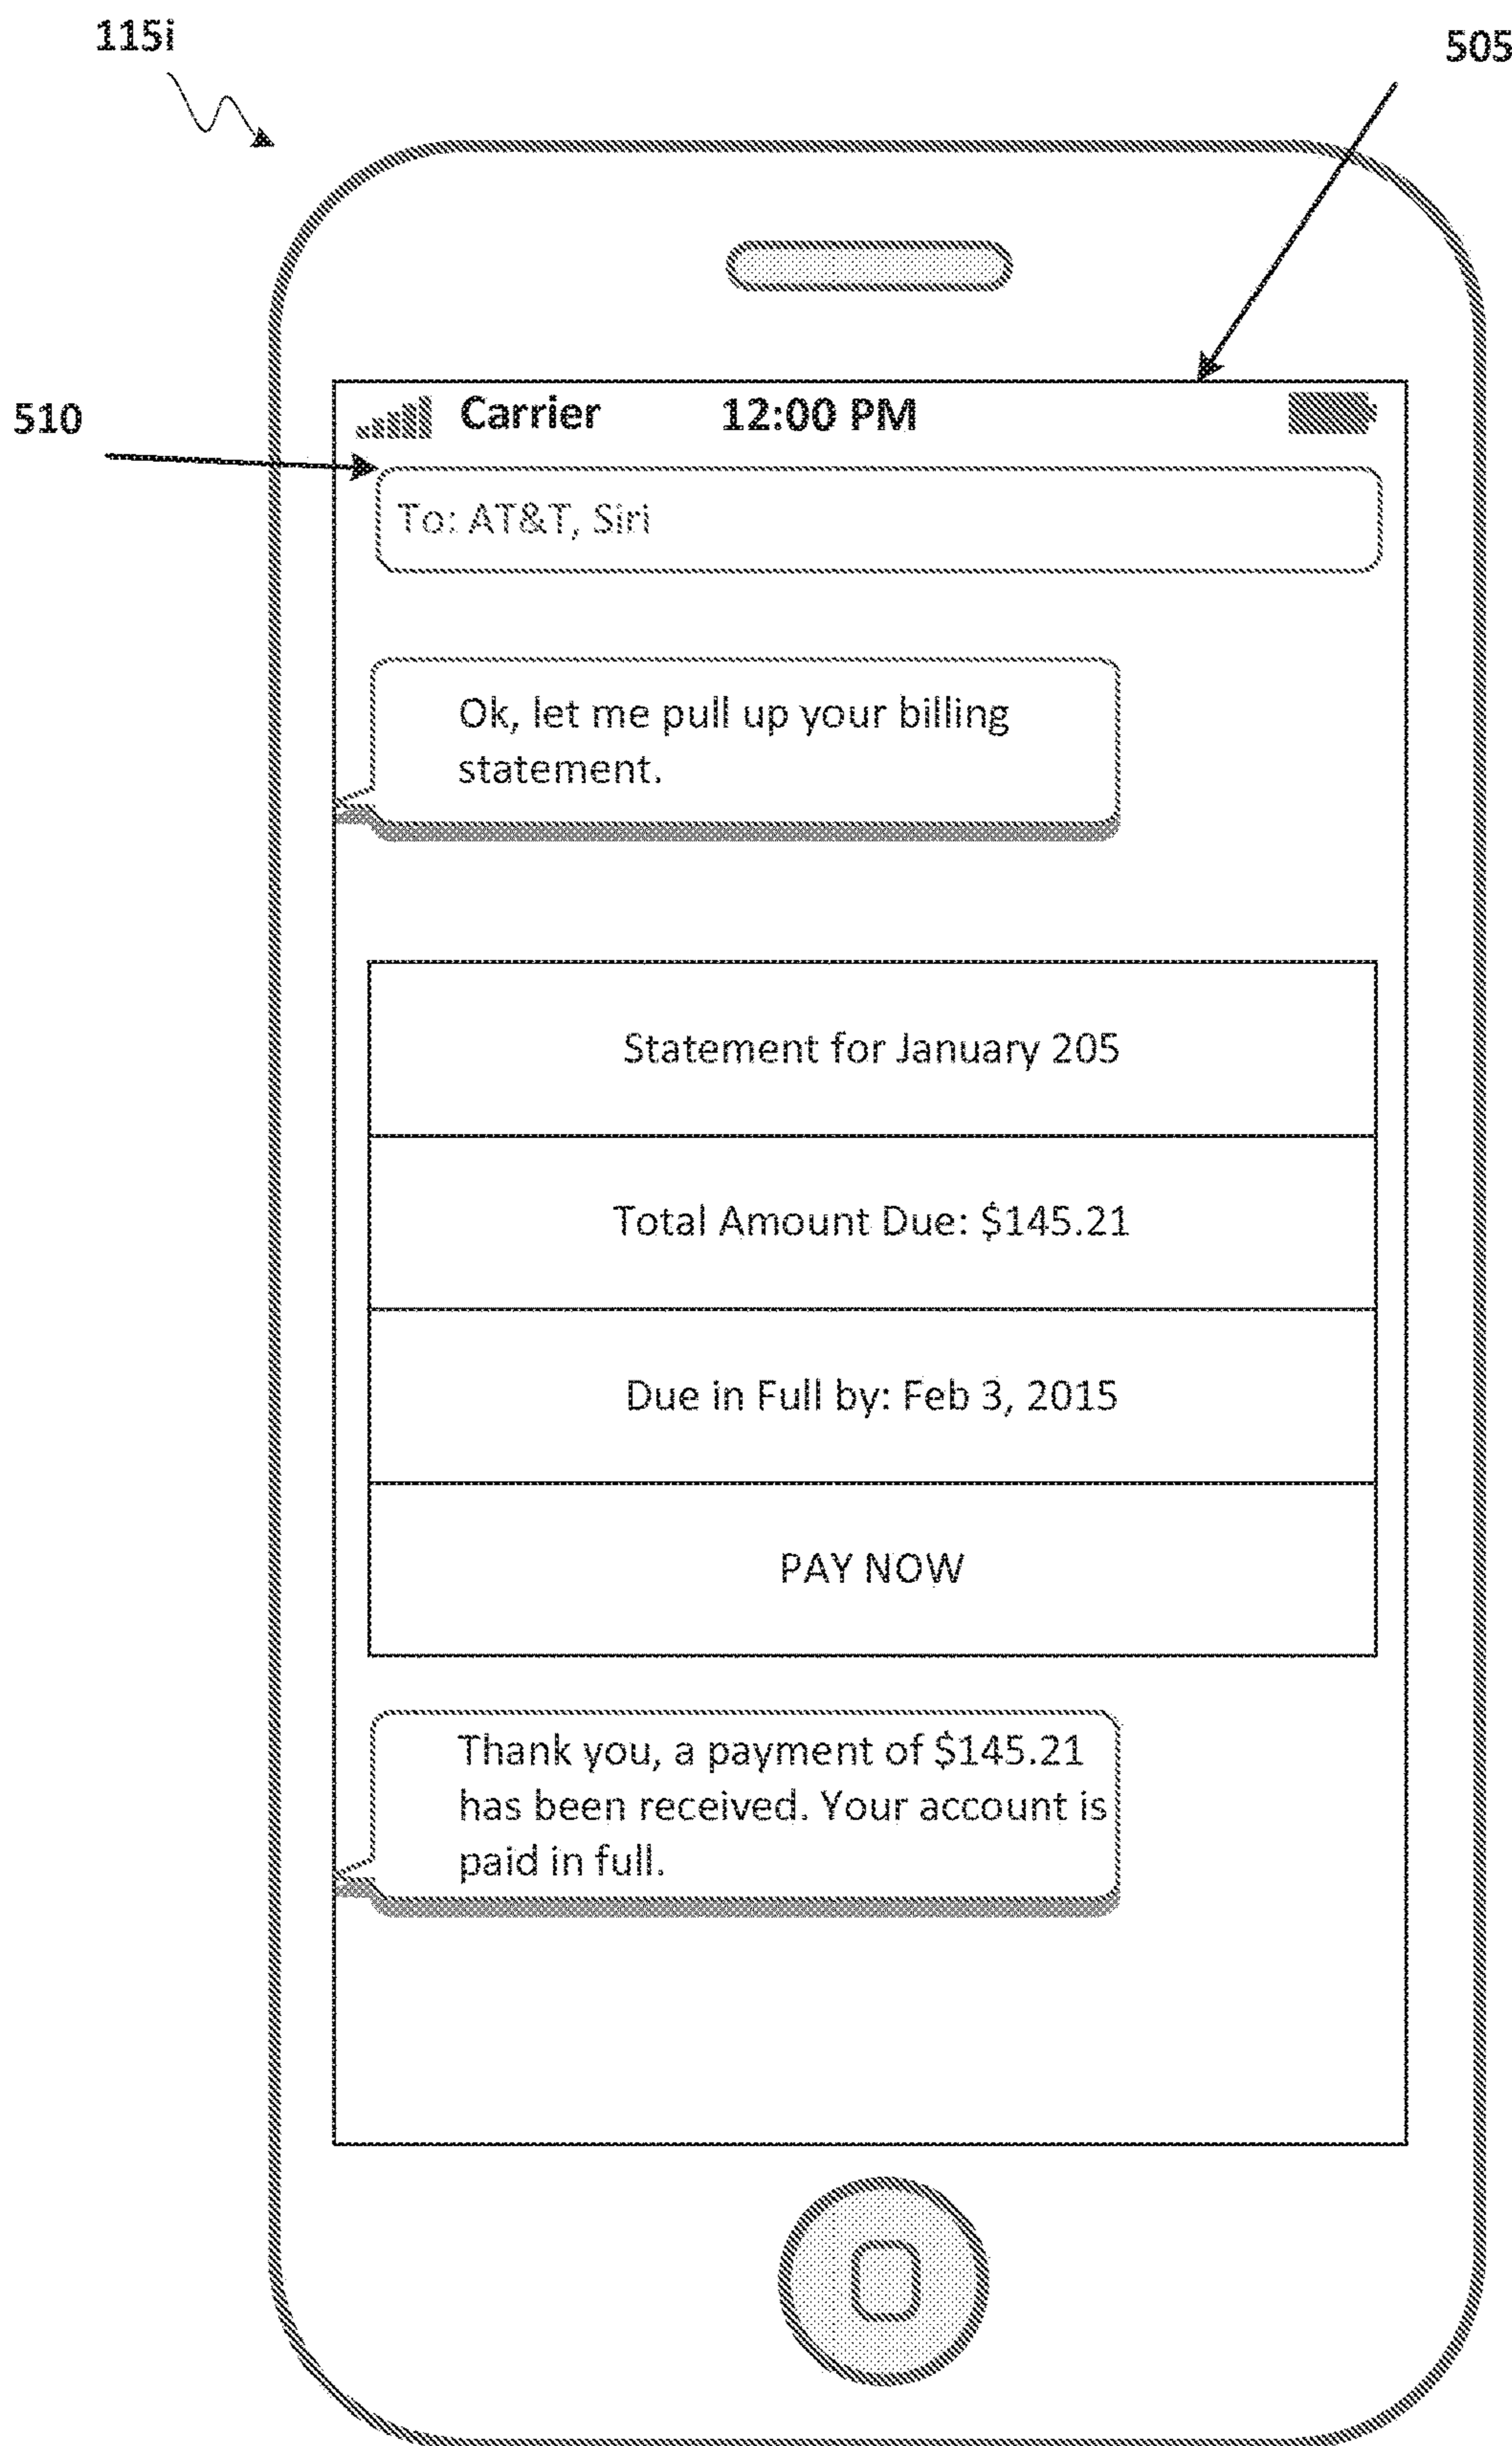 115i
505
510
Carrier 12:00 PM
To: AT&T, Siri
Ok, let me pull up your billing
statement.
Statement for January 205
Total Amount Due: $145.21
Due in Full by: Feb 3, 2015
PAY NOW
Thank you, a payment of $145.21
has been received. Your account is
paid in full.